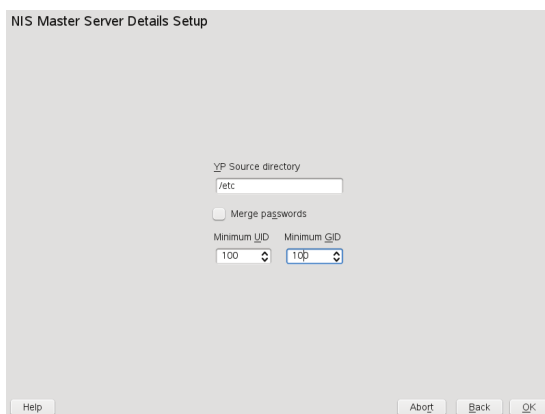 NIS Master Server Details Setup
YP Source directory
/etc
Merge passwords
Minimum UID Minimum GID
100 100
Help Abort Back OK